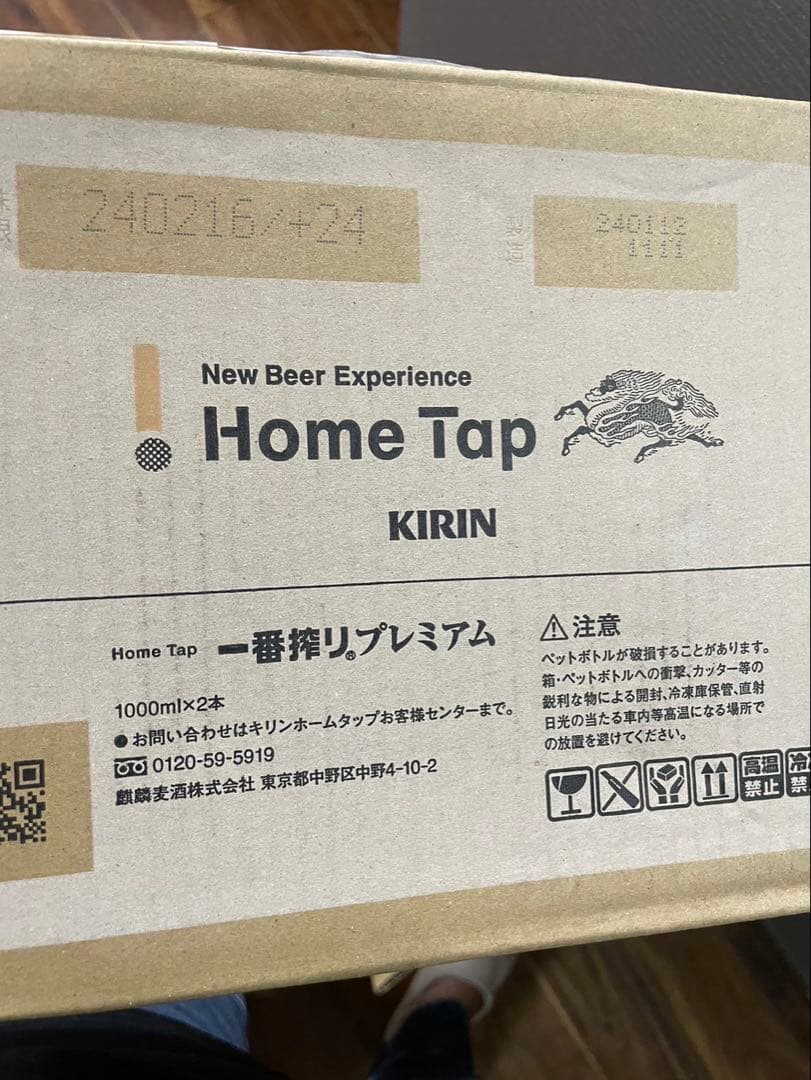 240216/+24
製造
240112
1111
New Beer Experience
Home Tap
KIRIN
Home Tap 一番搾り®プレミアム
1000ml×2本
●お問い合わせはキリンホームタップお客様センターまで。
0120-59-5919
麒麟麦酒株式会社 東京都中野区中野4-10-2
⚠注意
ペットボトルが破損することがあります。
箱・ペットボトルへの衝撃、カッター等の
鋭利な物による開封、冷凍庫保管、直射
日光の当たる車内等高温になる場所で
の放置を避けてください。
高温
禁止